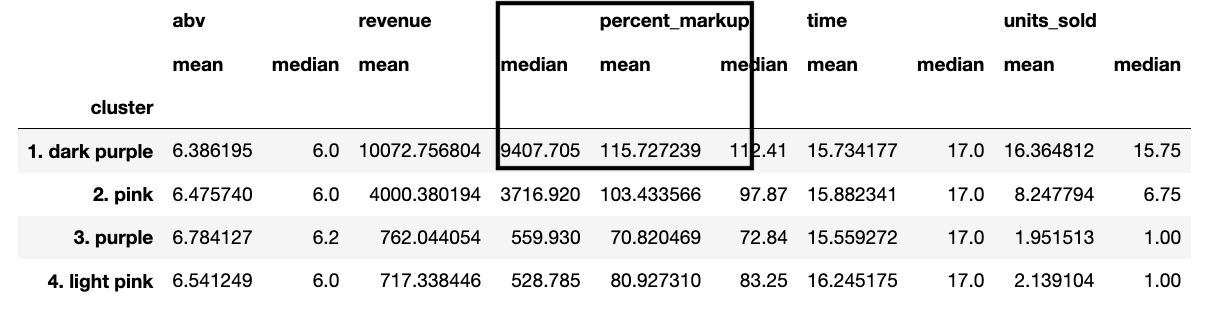 abv revenue percent_markup time units_sold
mean median mean median mean median mean median mean median
cluster
1. dark purple 6.386195 6.0 10072.756804 9407.705 115.727239 112.41 15.734177 17.0 16.364812 15.75
2. pink 6.475740 6.0 4000.380194 3716.920 103.433566 97.87 15.882341 17.0 8.247794 6.75
3. purple 6.784127 6.2 762.044054 559.930 70.820469 72.84 15.559272 17.0 1.951513 1.00
4. light pink 6.541249 6.0 717.338446 528.785 80.927310 83.25 16.245175 17.0 2.139104 1.00